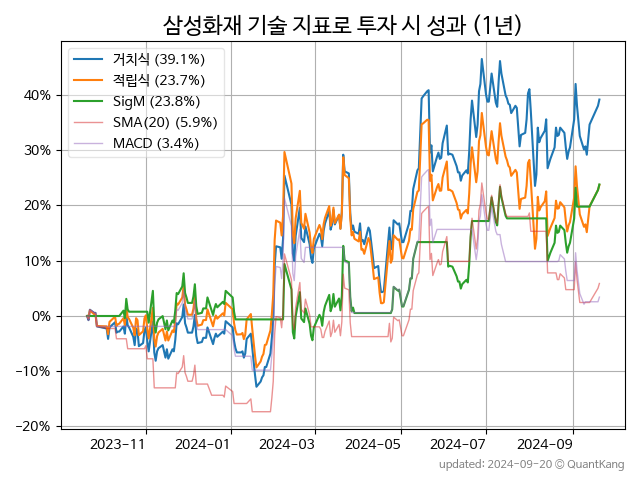 삼성화재 기술 지표로 투자 시 성과 (1년)
거치식 (39.1%)
적립식 (23.7%)
SigM (23.8%)
SMA(20) (5.9%)
MACD (3.4%)
40%
30%
20%
10%
0%
−10%
−20%
2023-11 2024-01 2024-03 2024-05 2024-07 2024-09
updated: 2024-09-20 © QuantKang